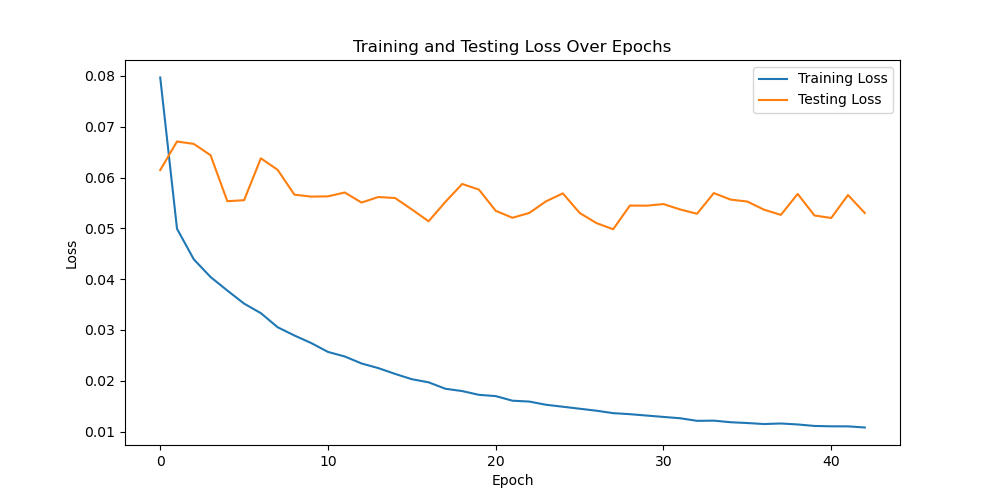 Training and Testing Loss Over Epochs
Training Loss
Testing Loss
0.08
0.07
0.06
0.05
0.04
0.03
0.02
0.01
Loss
0 10 20 30 40
Epoch